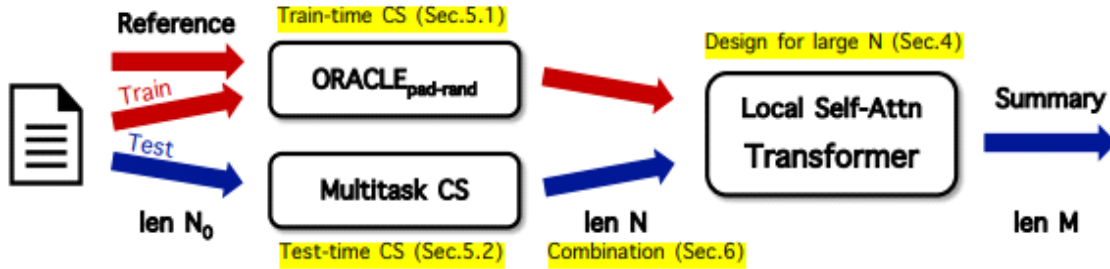 Reference
Train-time CS (Sec.5.1)
Train
ORACLEpad-rand
Test
Multitask CS
len N0
Test-time CS (Sec.5.2)
len N
Combination (Sec.6)
Design for large N (Sec.4)
Local Self-Attn
Transformer
Summary
len M